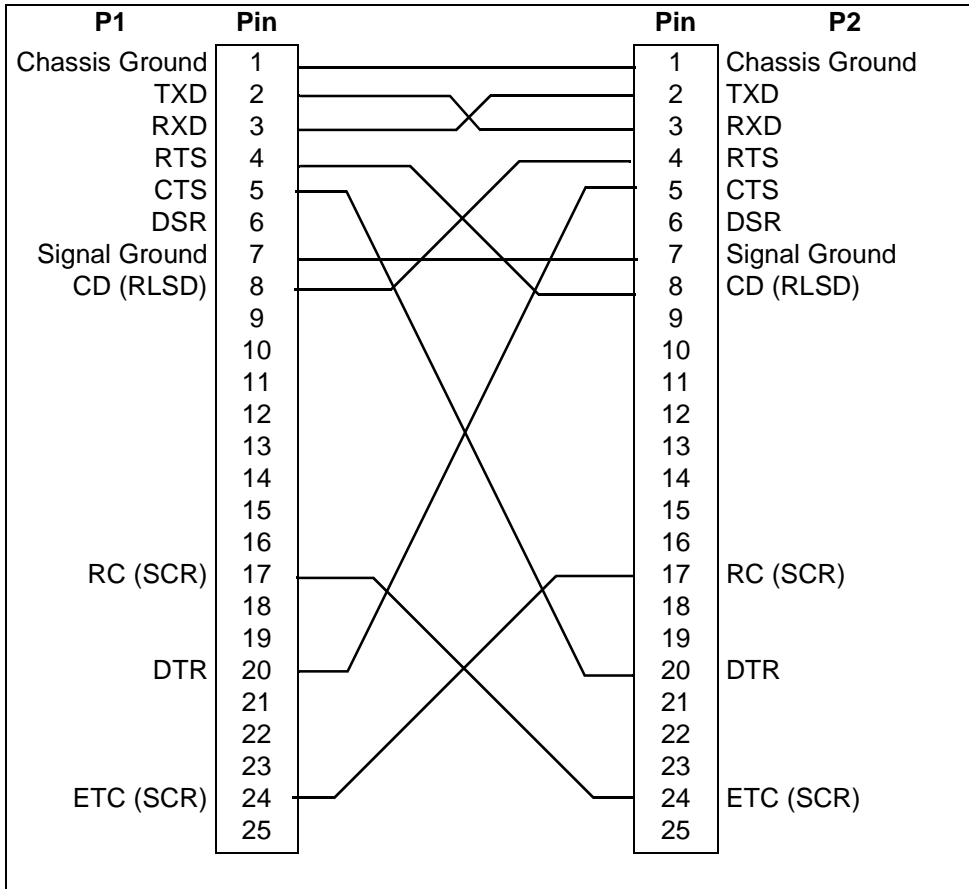 P1 Pin Pin P2
Chassis Ground 1 1 Chassis Ground
TXD 2 2 TXD
RXD 3 3 RXD
RTS 4 4 RTS
CTS 5 5 CTS
DSR 6 6 DSR
Signal Ground 7 7 Signal Ground
CD (RLSD) 8 8 CD (RLSD)
9 9
10 10
11 11
12 12
13 13
14 14
15 15
16 16
RC (SCR) 17 17 RC (SCR)
18 18
19 19
DTR 20 20 DTR
21 21
22 22
23 23
ETC (SCR) 24 24 ETC (SCR)
25 25